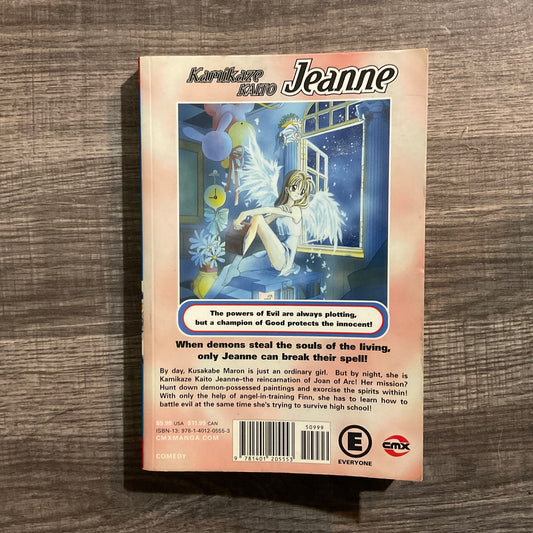 Kamikaze
KAITO
Jeanne
The powers of Evil are always plotting,
but a champion of Good protects the innocent!
When demons steal the souls of the living,
only Jeanne can break their spell!
By day, Kusakabe Maron is just an ordinary girl. But by night, she is
Kamikaze Kaito Jeanne–the reincarnation of Joan of Arc! Her mission?
Hunt down demon-possessed paintings and exorcise the spirits within!
With only the help of angel-in-training Finn, she has to learn how to
battle evil at the same time she's trying to survive high school!
$9.99 USA $11.99 CAN
ISBN-13: 978-1-4012-0555-3
CMXMANGA.COM
COMEDY
50999
9 781401 205553
E
EVERYONE
cmx